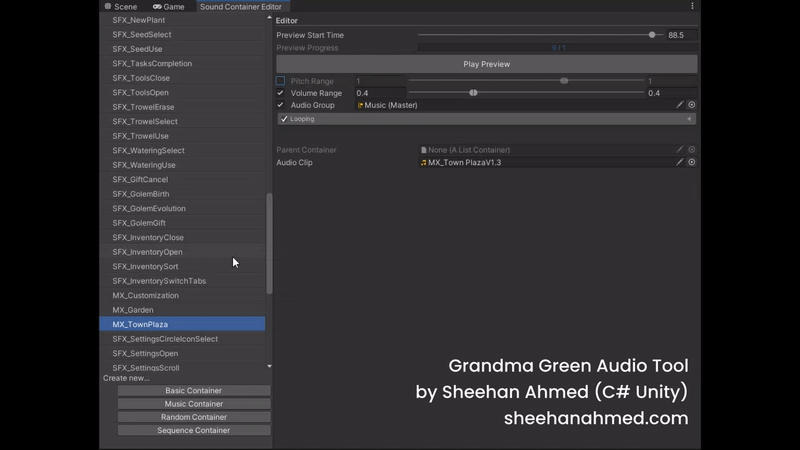 Scene
Game
Sound Container Editor
SFX_NewPlant
SFX_SeedSelect
SFX_SeedUse
SFX_TasksCompletion
SFX_ToolsClose
SFX_ToolsOpen
SFX_TrowelErase
SFX_TrowelSelect
SFX_TrowelUse
SFX_WateringSelect
SFX_WateringUse
SFX_GiftCancel
SFX_GolemBirth
SFX_GolemEvolution
SFX_GolemGift
SFX_InventoryClose
SFX_InventoryOpen
SFX_InventorySort
SFX_InventorySwitchTabs
MX_Customization
MX_Garden
MX_TownPlaza
SFX_SettingsCircleIconSelect
SFX_SettingsOpen
SFX_SettingsScroll
Create new...
Basic Container
Music Container
Random Container
Sequence Container
Editor
Preview Start Time 88.5
Preview Progress 0 / 1
Play Preview
Pitch Range 1 1
Volume Range 0.4 0.4
Audio Group Music (Master)
Looping
Parent Container None (A List Container)
Audio Clip MX_Town PlazaV1.3
Grandma Green Audio Tool
by Sheehan Ahmed (C# Unity)
sheehanahmed.com